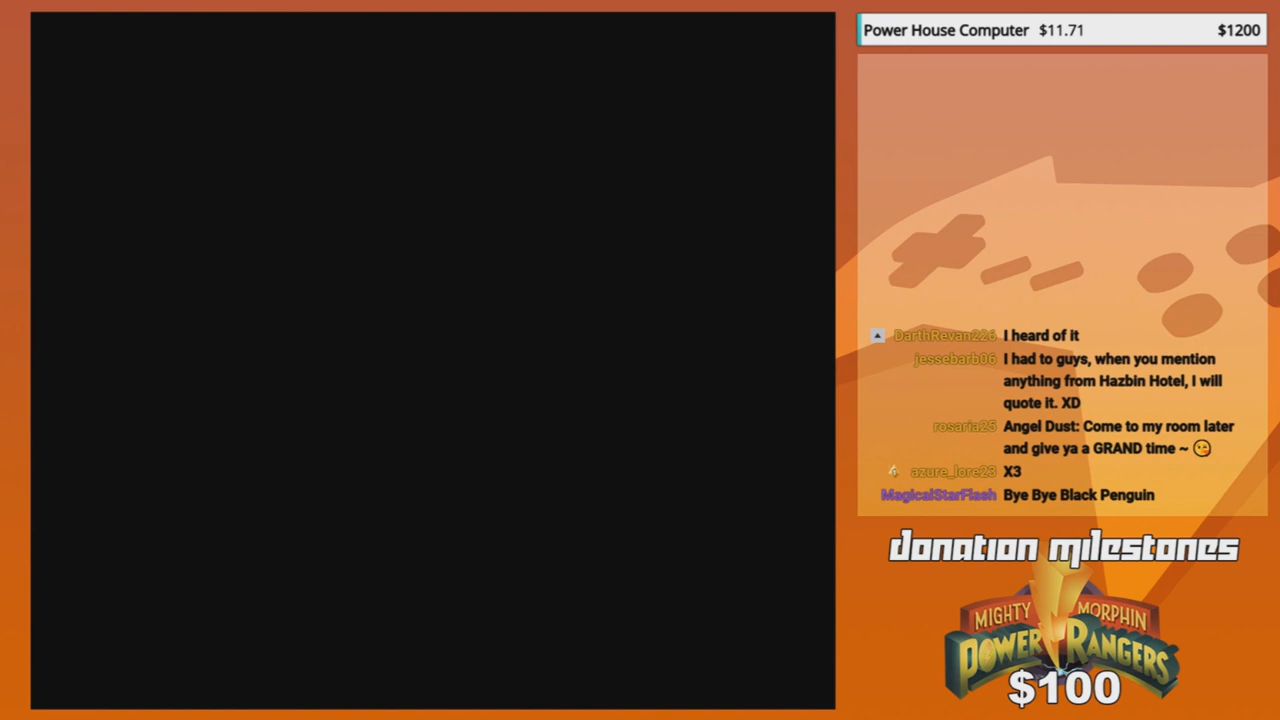 Power House Computer $11.71 $1200
DarthRevan226 I heard of it
jessebarb06 I had to guys, when you mention
anything from Hazbin Hotel, I will
quote it. XD
rosaria25 Angel Dust: Come to my room later
and give ya a GRAND time ~ 😘
azure_lore23 X3
MagicalStarFlash Bye Bye Black Penguin
donation milestones
MIGHTY MORPHIN
POWER RANGERS
$100